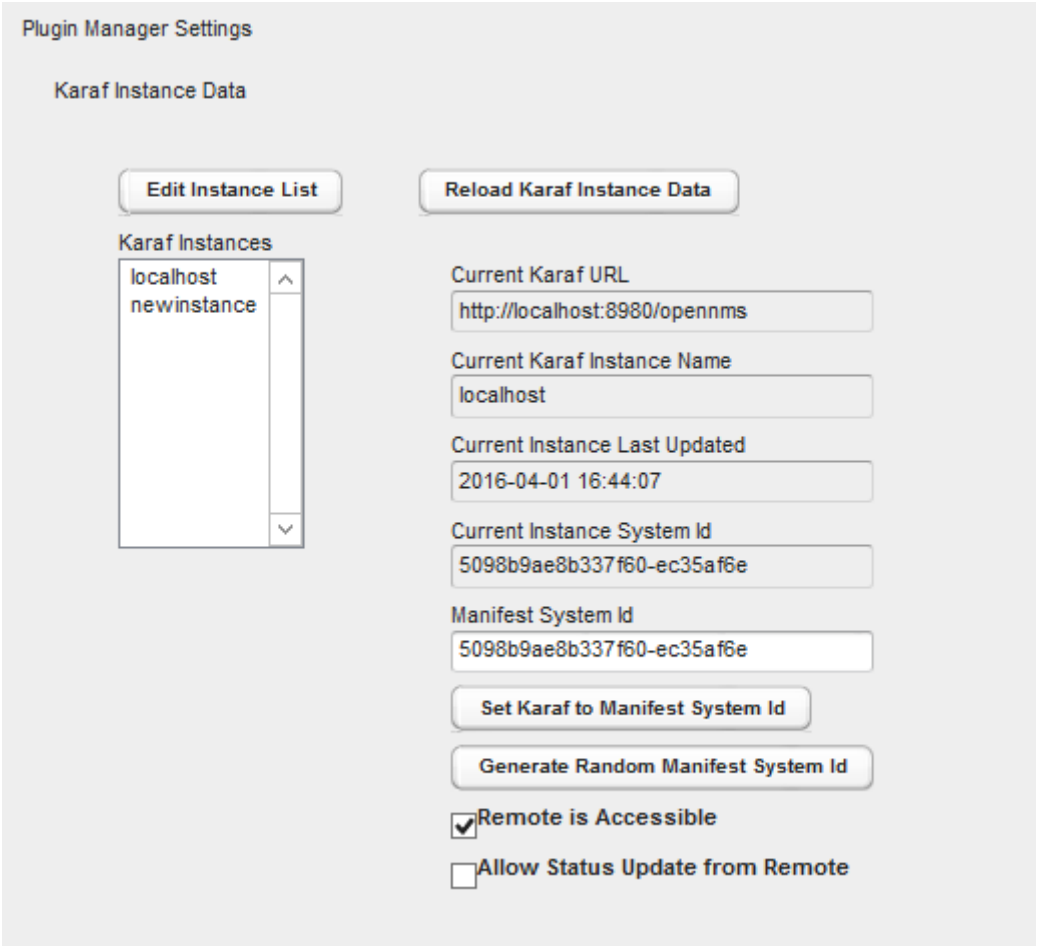 Plugin Manager Settings
Karaf Instance Data
Edit Instance List
Reload Karaf Instance Data
Karaf Instances
localhost
newinstance
Current Karaf URL
http://localhost:8980/opennms
Current Karaf Instance Name
localhost
Current Instance Last Updated
2016-04-01 16:44:07
Current Instance System Id
5098b9ae8b337f60-ec35af6e
Manifest System Id
5098b9ae8b337f60-ec35af6e
Set Karaf to Manifest System Id
Generate Random Manifest System Id
Remote is Accessible
Allow Status Update from Remote